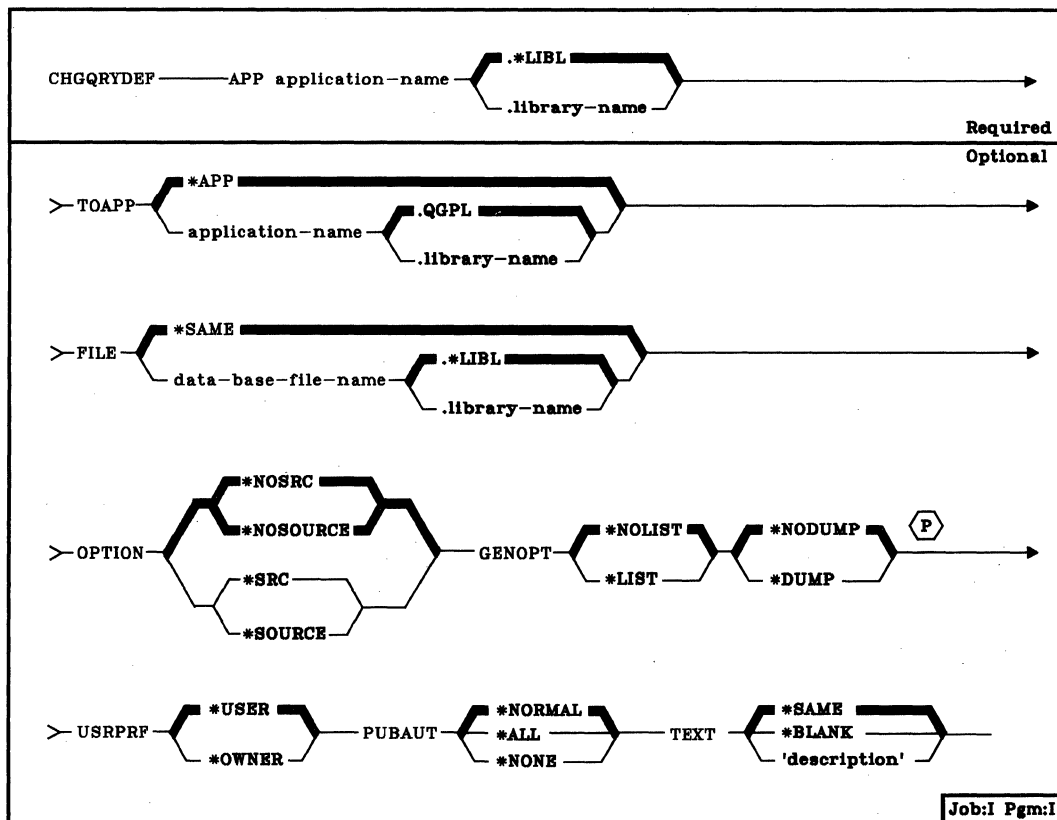 .*LIBL
CHGQRYDEF APP application-name
.library-name
Required
Optional
*APP
TOAPP .QGPL
application-name
.library-name
*SAME
FILE .*LIBL
data-base-file-name
.library-name
*NOSRC
*NOSOURCE *NOLIST *NODUMP P
OPTION GENOPT
*SRC *LIST *DUMP
*SOURCE
*USER *NORMAL *SAME
USRPRF PUBAUT *ALL TEXT *BLANK
*OWNER *NONE 'description'
Job:I Pgm:I